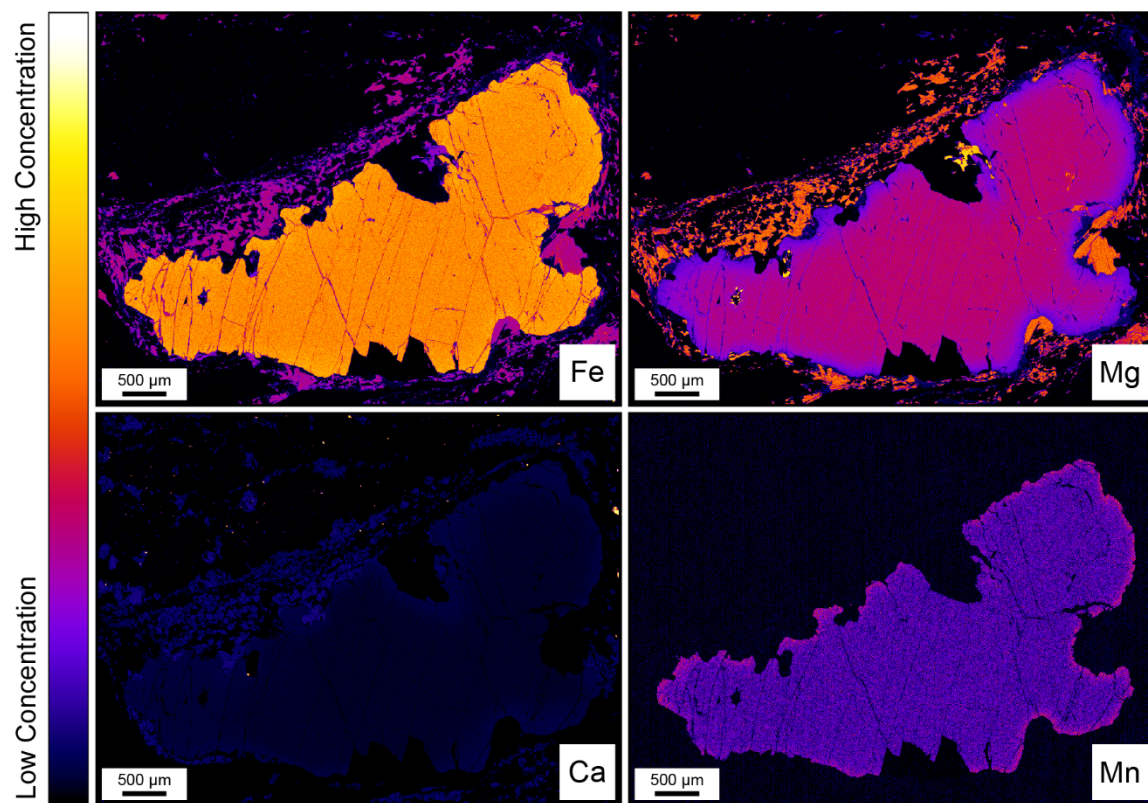 High Concentration
Low Concentration
500 µm
Fe
500 µm
Mg
500 µm
Ca
500 µm
Mn